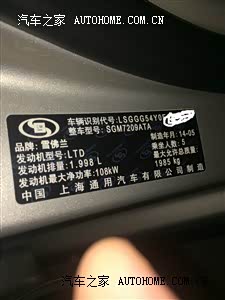 汽车之家 AUTOHOME.COM.CN
车辆识别代号:LSGGG54Y
整车型号:SGM7209ATA
品牌:雪佛兰
制造年月:14-05
发动机型号:LTD
乘坐人数:5
发动机排量:1.998 L
最大允许总质量:
发动机最大净功率:108kW
1985 kg
中国 上海通用汽车有限公司制造
汽车之家 AUTOHOME.COM.CN